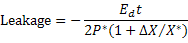 Leakage = − E_d t / 2P*(1 + ΔX/X*)